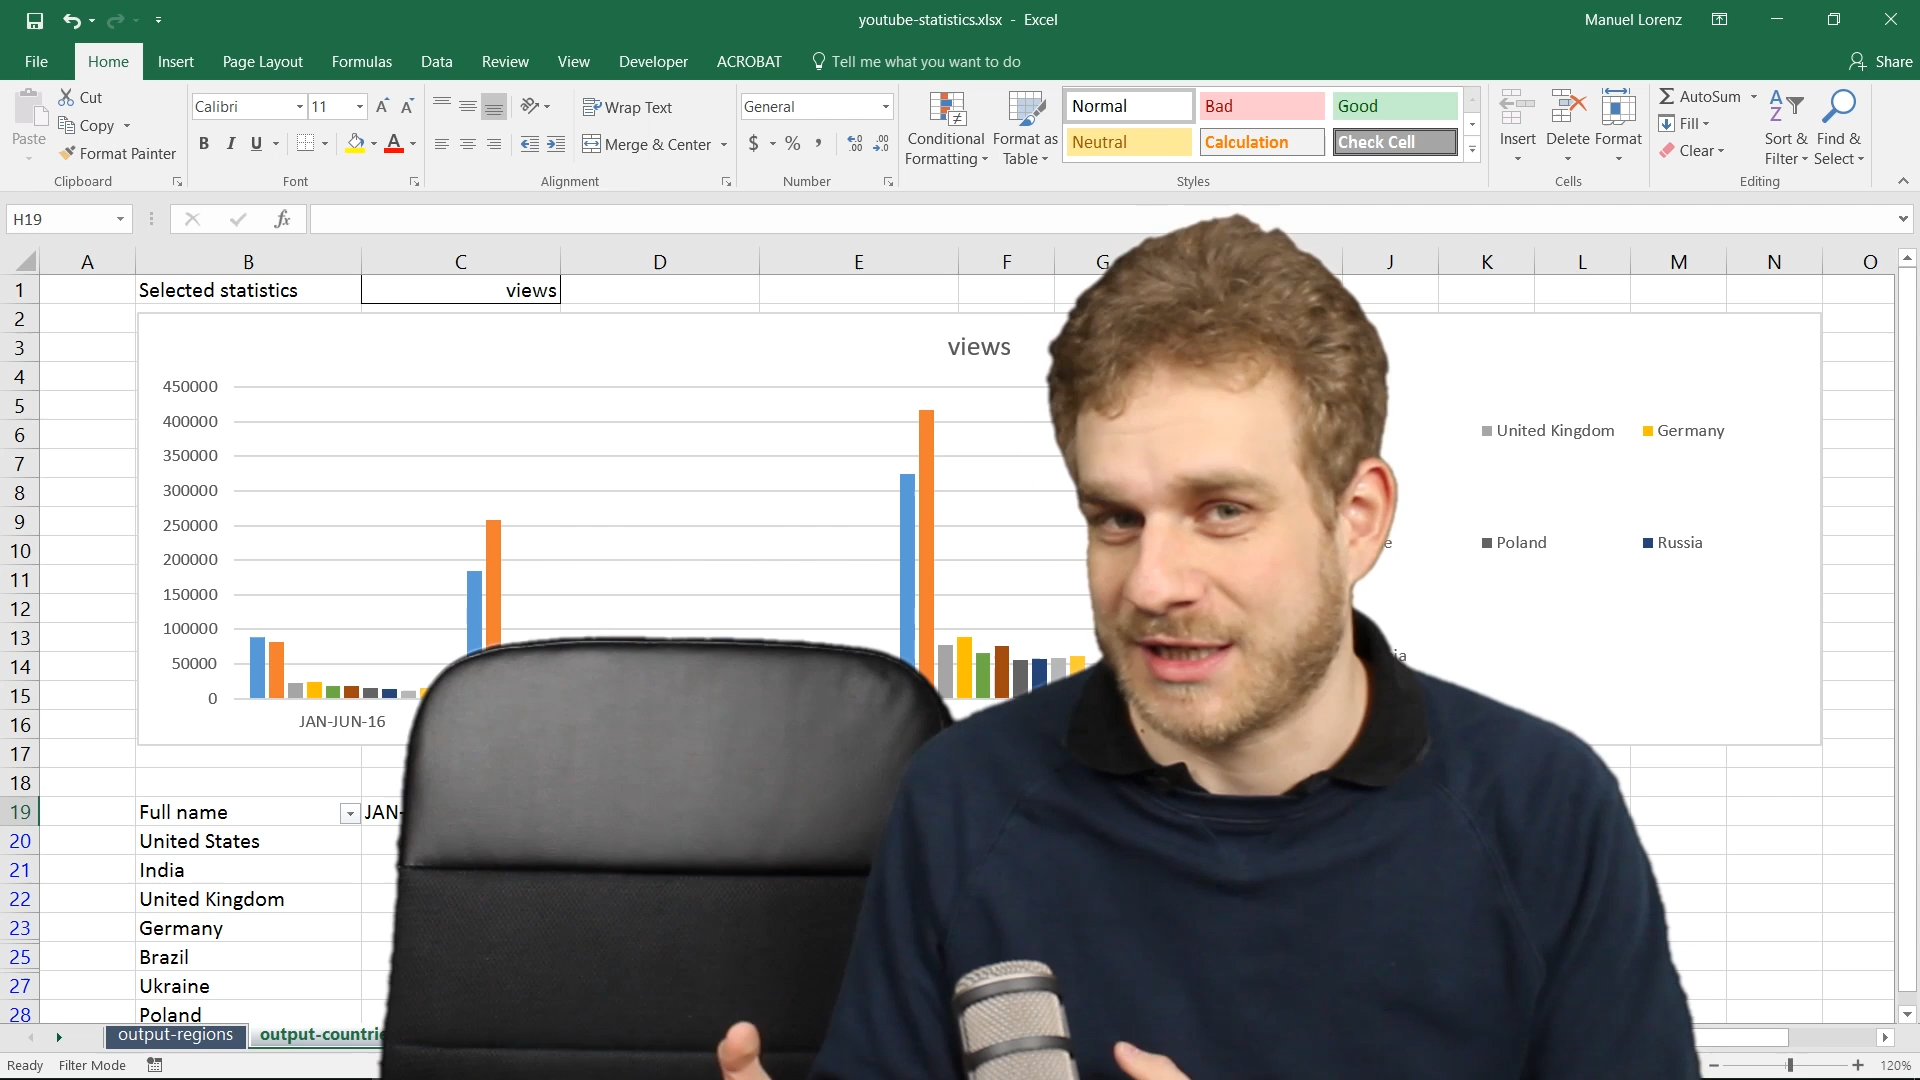 youtube-statistics.xlsx - Excel
Manuel Lorenz
File Home Insert Page Layout Formulas Data Review View Developer ACROBAT Tell me what you want to do Share
Paste Cut Copy Format Painter Clipboard
Calibri 11 B I U A Font
Wrap Text Merge & Center Alignment
General $ % , Number
Conditional Formatting Format as Table
Normal Bad Good
Neutral Calculation Check Cell
Styles
Insert Delete Format Cells
AutoSum Fill Clear Sort & Filter Find & Select Editing
H19 fx
A B C D E F G J K L M N O
1 Selected statistics views
2
3
4
5
6
7
8
9
10
11
12
13
14
15
16
17
18
views
450000
400000
350000
300000
250000
200000
150000
100000
50000
0
JAN-JUN-16
United Kingdom Germany
Poland Russia
19 Full name JAN-
20 United States
21 India
22 United Kingdom
23 Germany
25 Brazil
27 Ukraine
28 Poland
output-regions output-countri
Ready Filter Mode 120%